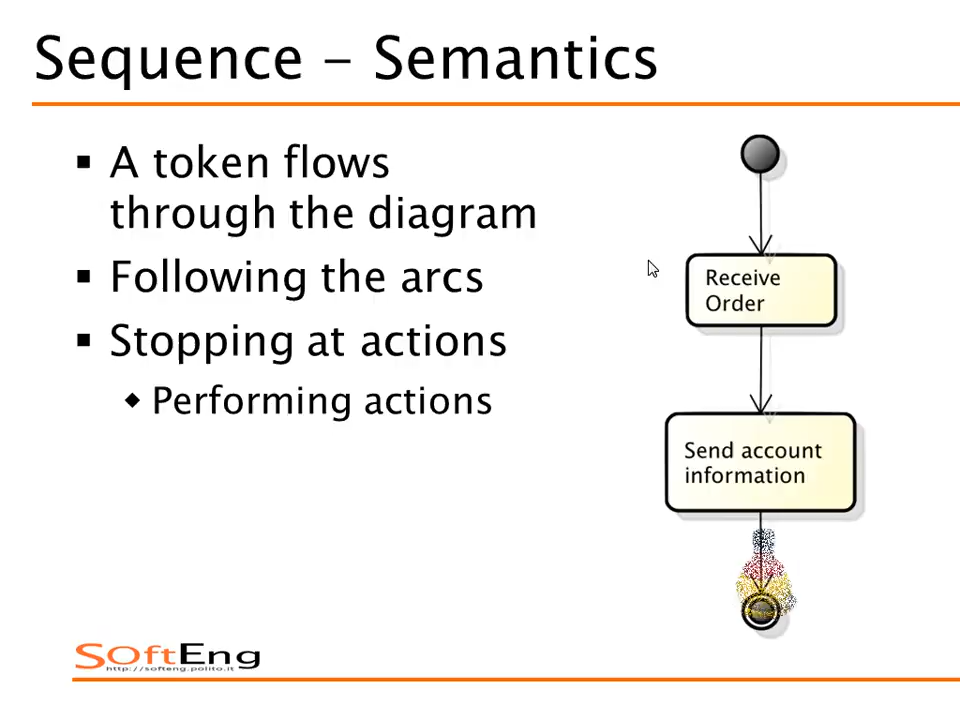 Sequence - Semantics
▪ A token flows
through the diagram
▪ Following the arcs
▪ Stopping at actions
◆ Performing actions
Receive
Order
Send account
information
SOftEng
http://softeng.polito.it